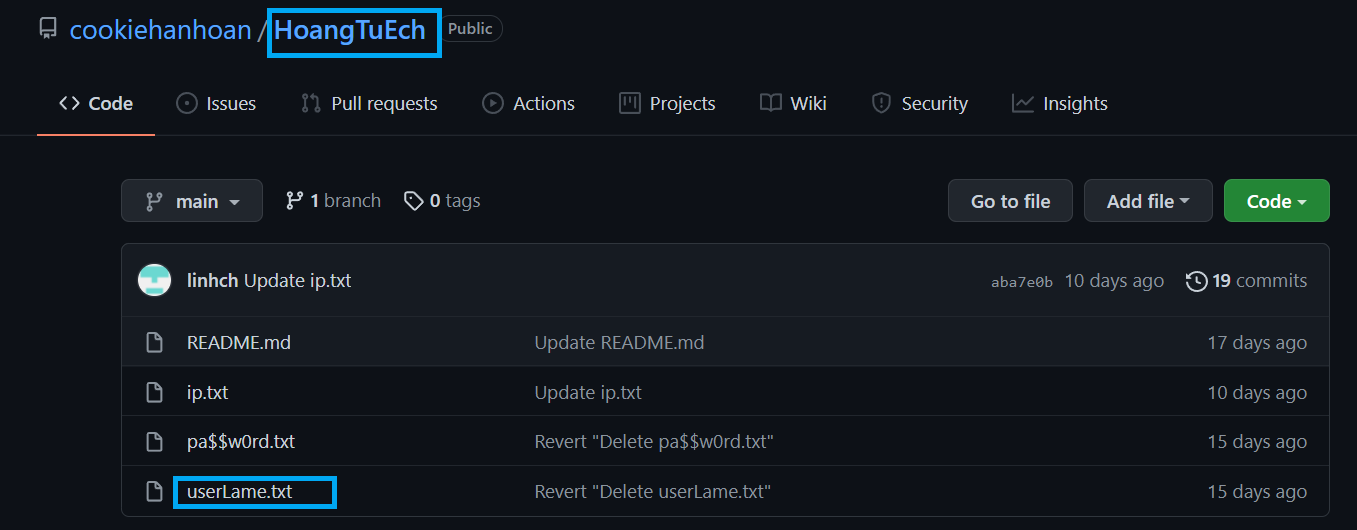 cookiehanhoan / HoangTuEch Public
Code Issues Pull requests Actions Projects Wiki Security Insights
main 1 branch 0 tags Go to file Add file Code
linhch Update ip.txt aba7e0b 10 days ago 19 commits
README.md Update README.md 17 days ago
ip.txt Update ip.txt 10 days ago
pa$$w0rd.txt Revert "Delete pa$$w0rd.txt" 15 days ago
userLame.txt Revert "Delete userLame.txt" 15 days ago